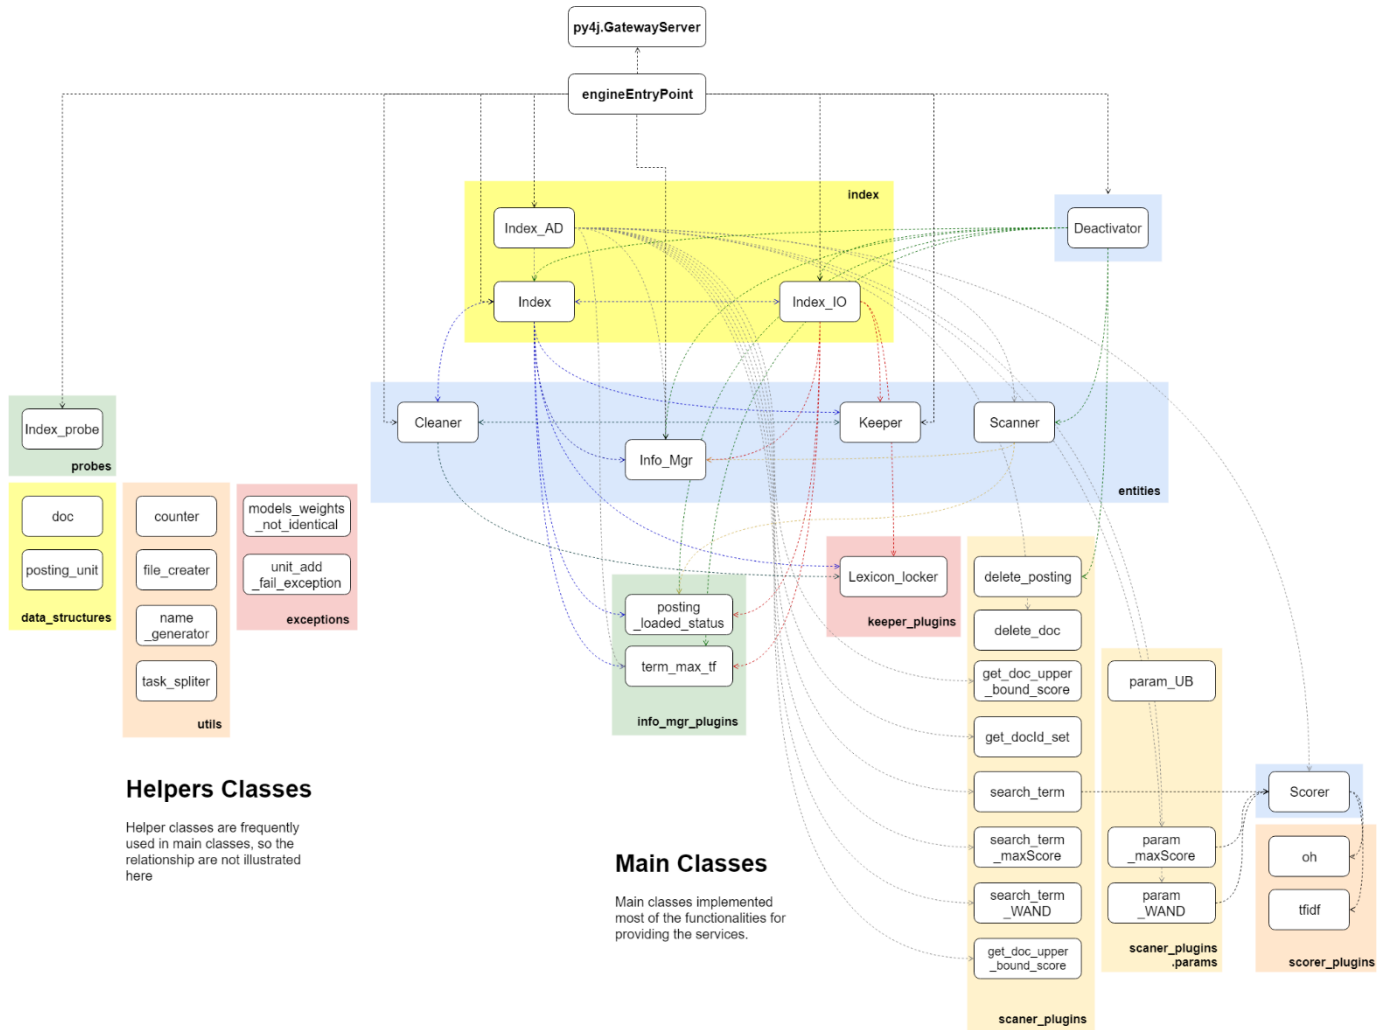 py4j.GatewayServer
engineEntryPoint
index
Index_AD
Deactivator
Index
Index_IO
Cleaner
Keeper
Scanner
Index_probe
Info_Mgr
probes
entities
doc
counter
models_weights
_not_identical
posting_unit
file_creater
unit_add
_fail_exception
data_structures
name
_generator
exceptions
task_spliter
utils
Lexicon_locker
keeper_plugins
posting
_loaded_status
term_max_tf
info_mgr_plugins
delete_posting
delete_doc
get_doc_upper
_bound_score
get_docId_set
search_term
search_term
_maxScore
search_term
_WAND
get_doc_upper
_bound_score
scaner_plugins
param_UB
param
_maxScore
param
_WAND
scaner_plugins
.params
Scorer
oh
tfidf
scorer_plugins
Helpers Classes
Helper classes are frequently
used in main classes, so the
relationship are not illustrated
here
Main Classes
Main classes implemented
most of the functionalities for
providing the services.